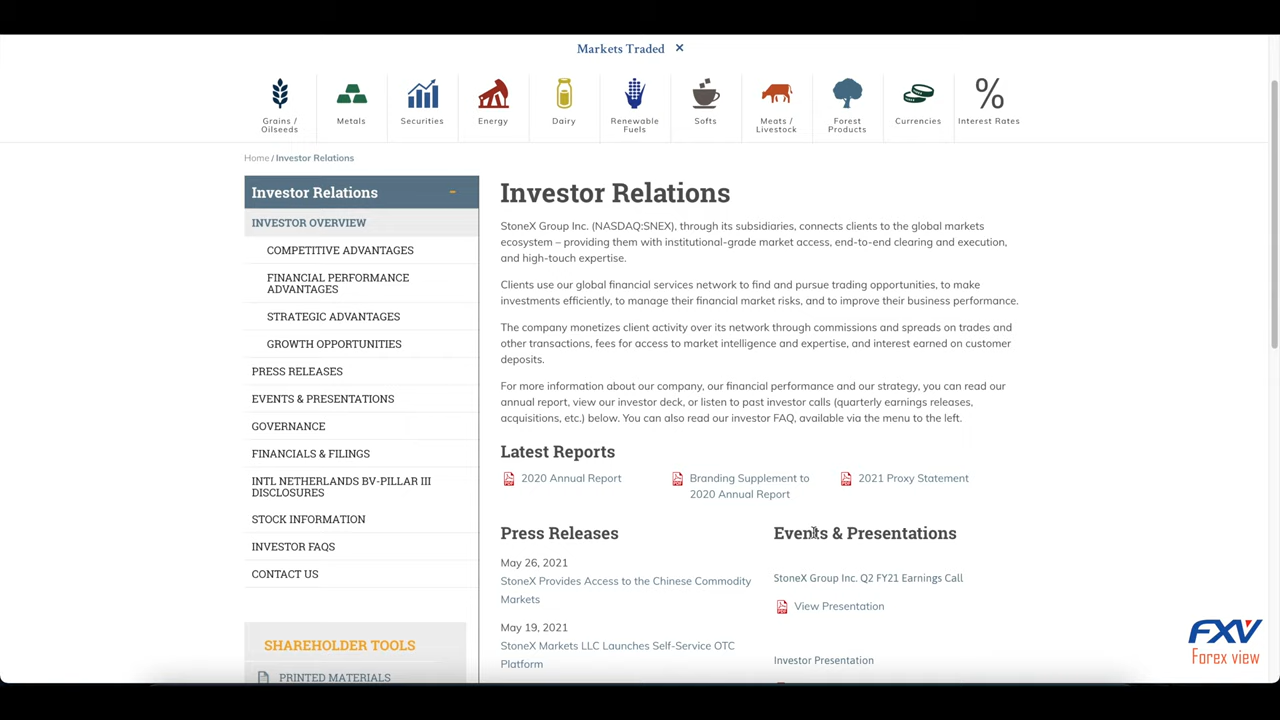 Markets Traded ×
Grains /
Oilseeds
Metals
Securities
Energy
Dairy
Renewable
Fuels
Softs
Meats /
Livestock
Forest
Products
Currencies
%
Interest Rates
Home / Investor Relations
Investor Relations -
INVESTOR OVERVIEW
COMPETITIVE ADVANTAGES
FINANCIAL PERFORMANCE
ADVANTAGES
STRATEGIC ADVANTAGES
GROWTH OPPORTUNITIES
PRESS RELEASES
EVENTS & PRESENTATIONS
GOVERNANCE
FINANCIALS & FILINGS
INTL NETHERLANDS BV-PILLAR III
DISCLOSURES
STOCK INFORMATION
INVESTOR FAQS
CONTACT US
SHAREHOLDER TOOLS
PRINTED MATERIALS
Investor Relations
StoneX Group Inc. (NASDAQ:SNEX), through its subsidiaries, connects clients to the global markets
ecosystem – providing them with institutional-grade market access, end-to-end clearing and execution,
and high-touch expertise.
Clients use our global financial services network to find and pursue trading opportunities, to make
investments efficiently, to manage their financial market risks, and to improve their business performance.
The company monetizes client activity over its network through commissions and spreads on trades and
other transactions, fees for access to market intelligence and expertise, and interest earned on customer
deposits.
For more information about our company, our financial performance and our strategy, you can read our
annual report, view our investor deck, or listen to past investor calls (quarterly earnings releases,
acquisitions, etc.) below. You can also read our investor FAQ, available via the menu to the left.
Latest Reports
2020 Annual Report
Branding Supplement to
2020 Annual Report
2021 Proxy Statement
Press Releases
May 26, 2021
StoneX Provides Access to the Chinese Commodity
Markets
May 19, 2021
StoneX Markets LLC Launches Self-Service OTC
Platform
Events & Presentations
StoneX Group Inc. Q2 FY21 Earnings Call
View Presentation
Investor Presentation
FXV
Forex view